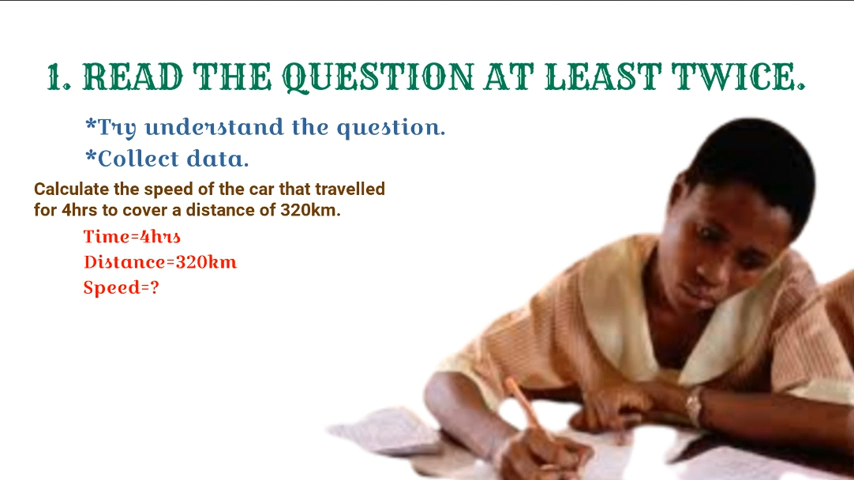 1. READ THE QUESTION AT LEAST TWICE.
*Try understand the question.
*Collect data.
Calculate the speed of the car that travelled
for 4hrs to cover a distance of 320km.
Time=4hrs
Distance=320km
Speed=?